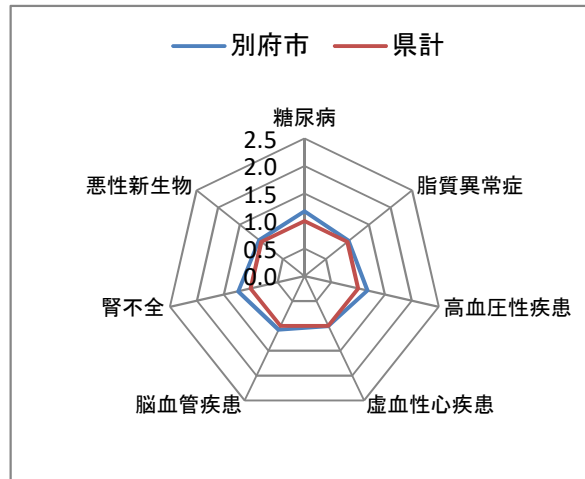 別府市 県計
糖尿病
2.5
2.0
1.5
1.0
0.5
0.0
脂質異常症
高血圧性疾患
虚血性心疾患
脳血管疾患
腎不全
悪性新生物